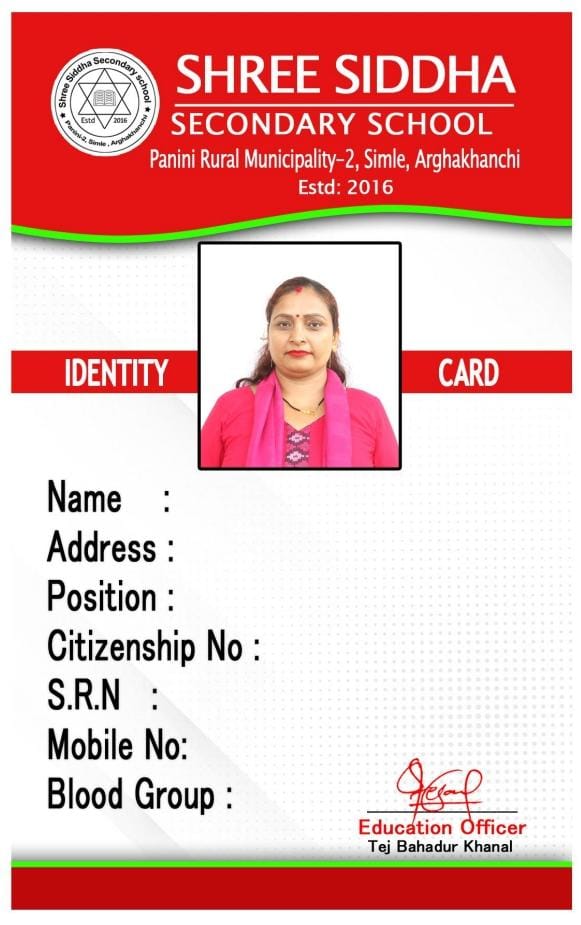 Shree Siddha Secondary school
Estd 2016
Panini-2, Simle, Arghakhanchi
SHREE SIDDHA
SECONDARY SCHOOL
Panini Rural Municipality-2, Simle, Arghakhanchi
Estd: 2016
IDENTITY CARD
Name :
Address :
Position :
Citizenship No :
S.R.N :
Mobile No:
Blood Group :
Education Officer
Tej Bahadur Khanal